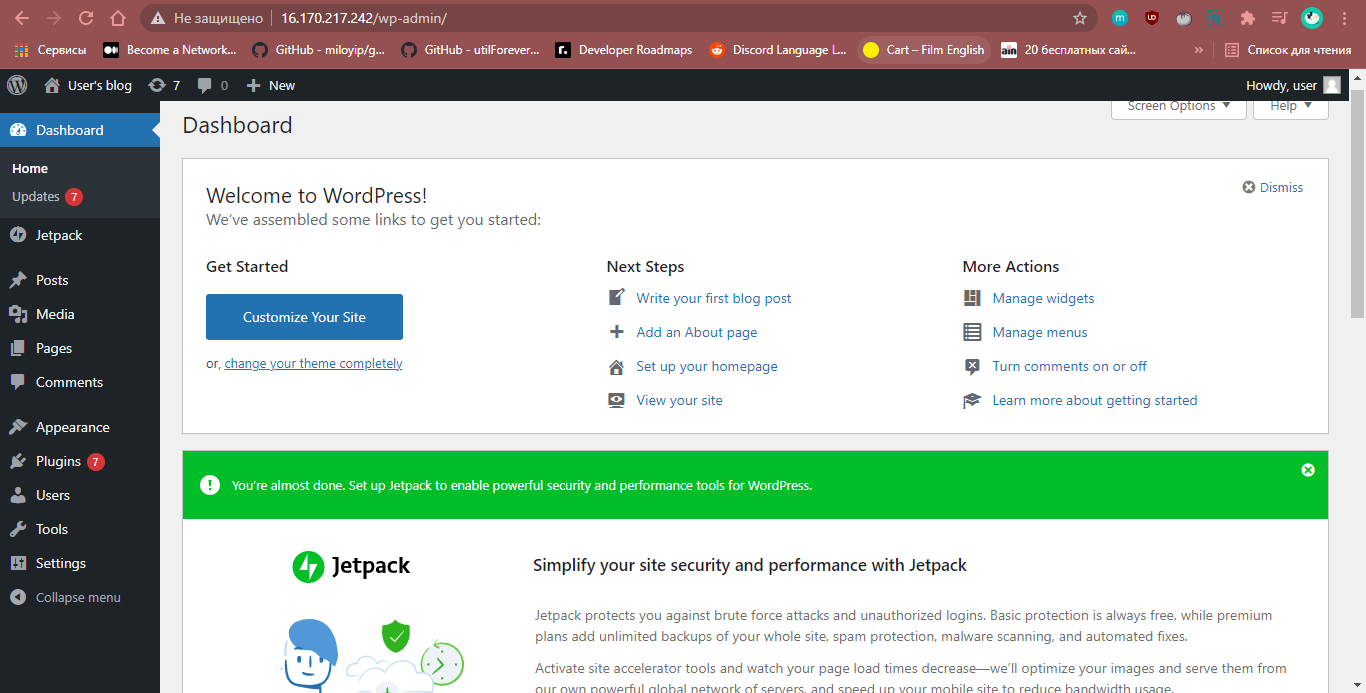 Не защищено 16.170.217.242/wp-admin/
Сервисы Become a Network... GitHub - miloyip/g... GitHub - utilForever... Developer Roadmaps Discord Language L... Cart – Film English 20 бесплатных сай... » Список для чтения
User's blog 7 0 New Howdy, user
Screen Options Help
Dashboard
Home
Updates 7
Jetpack
Posts
Media
Pages
Comments
Appearance
Plugins 7
Users
Tools
Settings
Collapse menu
Dashboard
Welcome to WordPress!
Dismiss
We've assembled some links to get you started:
Get Started
Customize Your Site
or, change your theme completely
Next Steps
Write your first blog post
Add an About page
Set up your homepage
View your site
More Actions
Manage widgets
Manage menus
Turn comments on or off
Learn more about getting started
You're almost done. Set up Jetpack to enable powerful security and performance tools for WordPress.
Jetpack
Simplify your site security and performance with Jetpack
Jetpack protects you against brute force attacks and unauthorized logins. Basic protection is always free, while premium
plans add unlimited backups of your whole site, spam protection, malware scanning, and automated fixes.
Activate site accelerator tools and watch your page load times decrease—we'll optimize your images and serve them from
our own powerful global network of servers, and speed up your mobile site to reduce bandwidth usage.